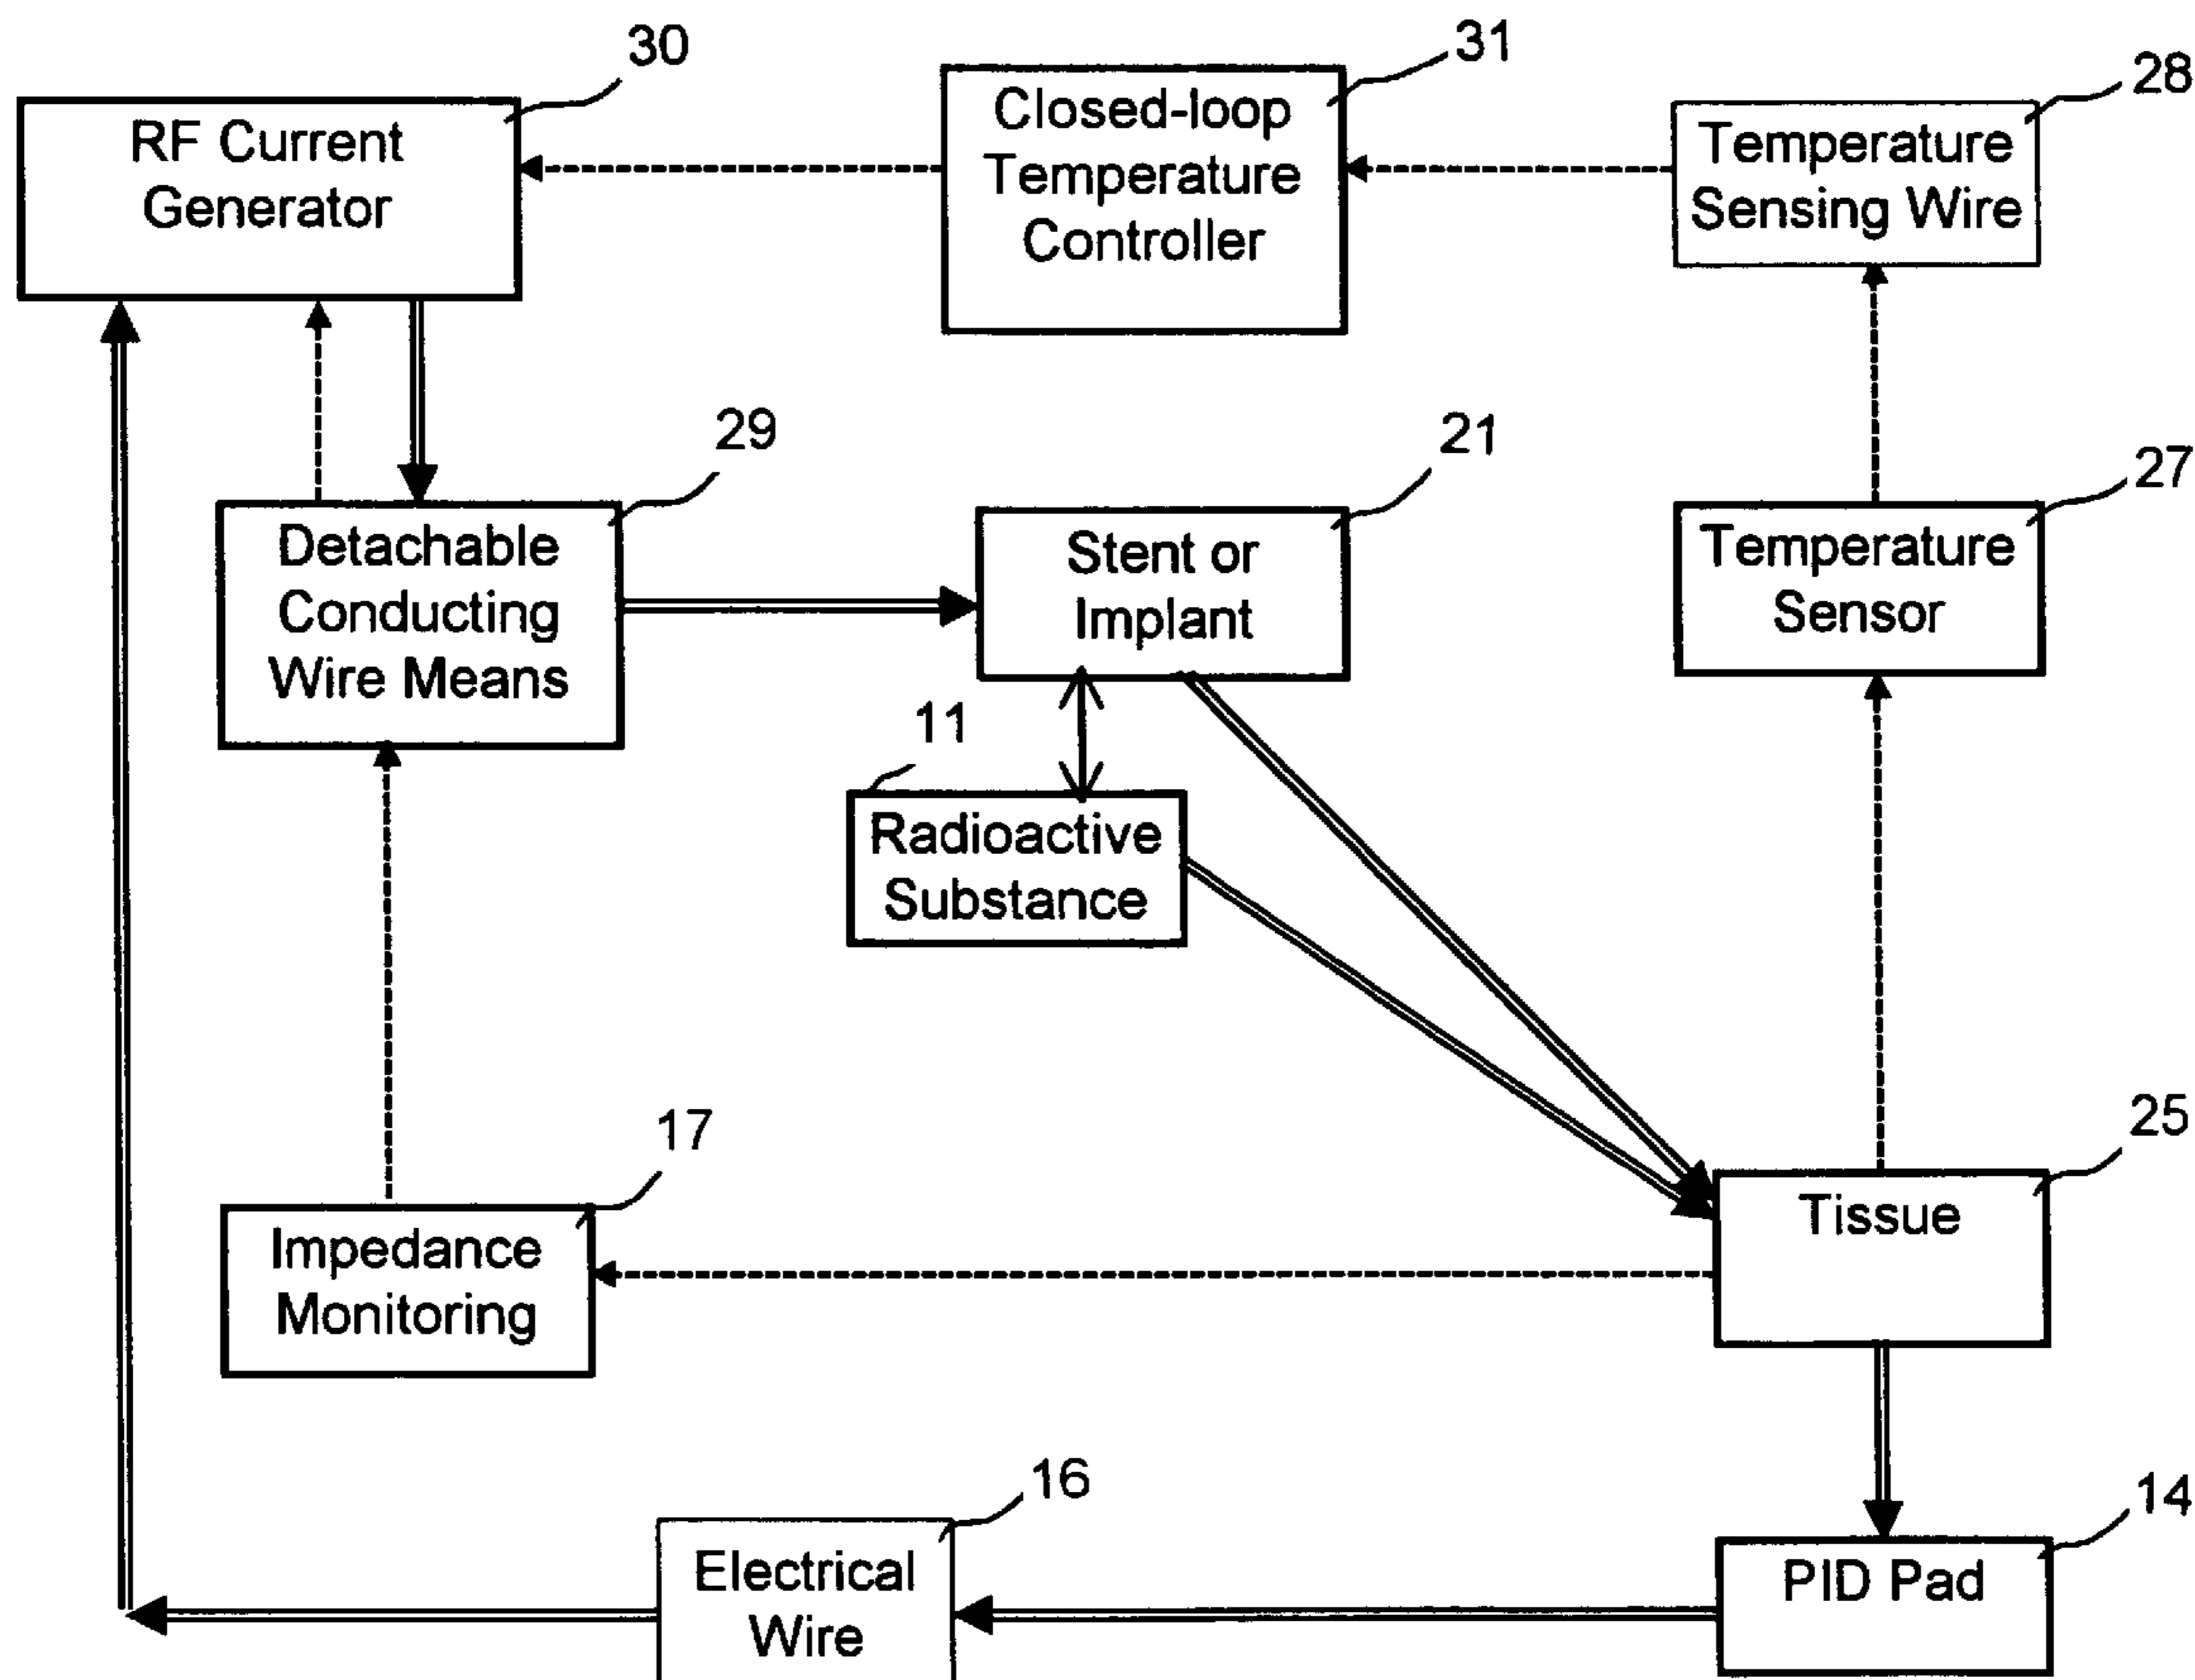 30
31
28
RF Current
Generator
Closed-loop
Temperature
Controller
Temperature
Sensing Wire
29
21
27
Detachable
Conducting
Wire Means
Stent or
Implant
Temperature
Sensor
11
Radioactive
Substance
17
25
Impedance
Monitoring
Tissue
16
14
Electrical
Wire
PID Pad